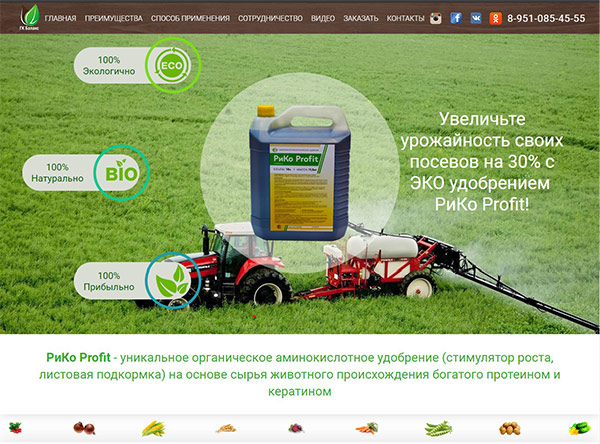 ГК Баланс
ГЛАВНАЯ ПРЕИМУЩЕСТВА СПОСОБ ПРИМЕНЕНИЯ СОТРУДНИЧЕСТВО ВИДЕО ЗАКАЗАТЬ КОНТАКТЫ 8-951-085-45-55
100%
Экологично
ECO
100%
Натурально
BIO
100%
Прибыльно
РиКо Profit
Увеличьте
урожайность своих
посевов на 30% с
ЭКО удобрением
РиКо Profit!
РиКо Profit - уникальное органическое аминокислотное удобрение (стимулятор роста,
листовая подкормка) на основе сырья животного происхождения богатого протеином и
кератином